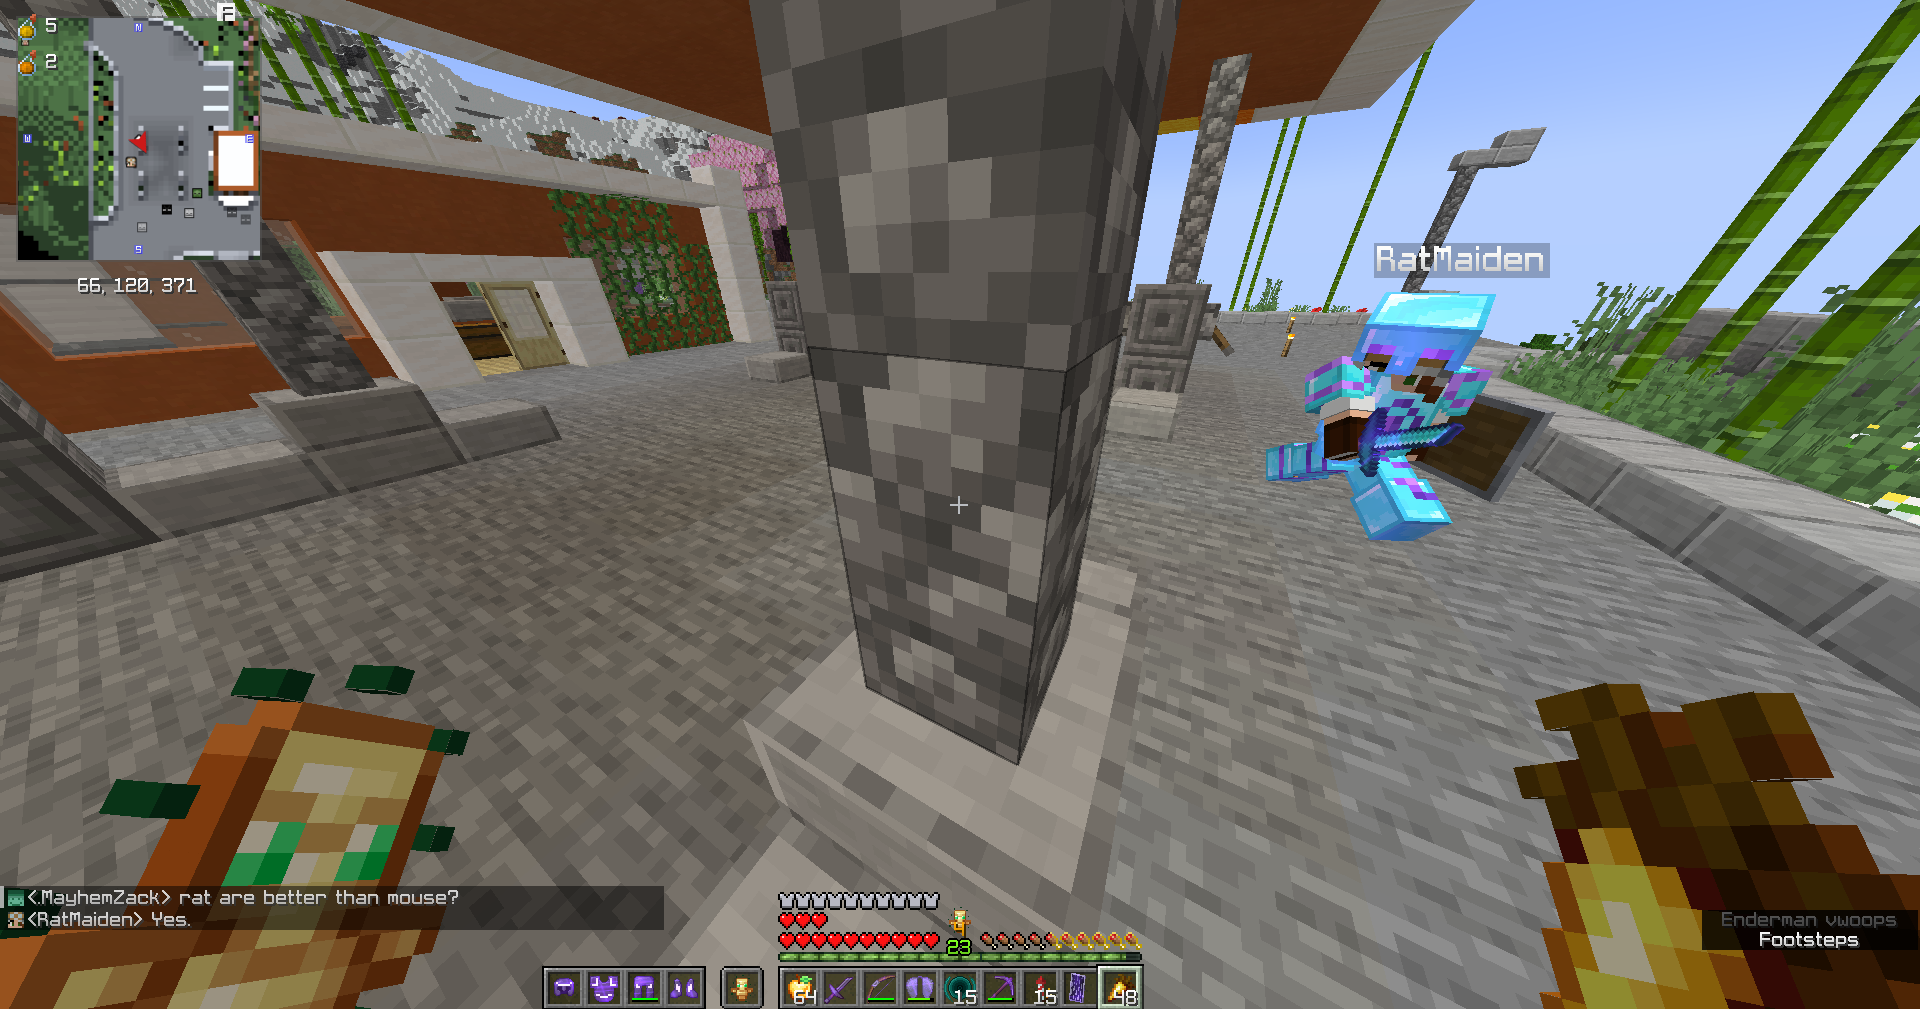 F
5
2
N
W
E
S
66, 120, 371
RatMaiden
<.MayhemZack> rat are better than mouse?
<RatMaiden> Yes.
Enderman vwoops
Footsteps
23
64
15
15
48